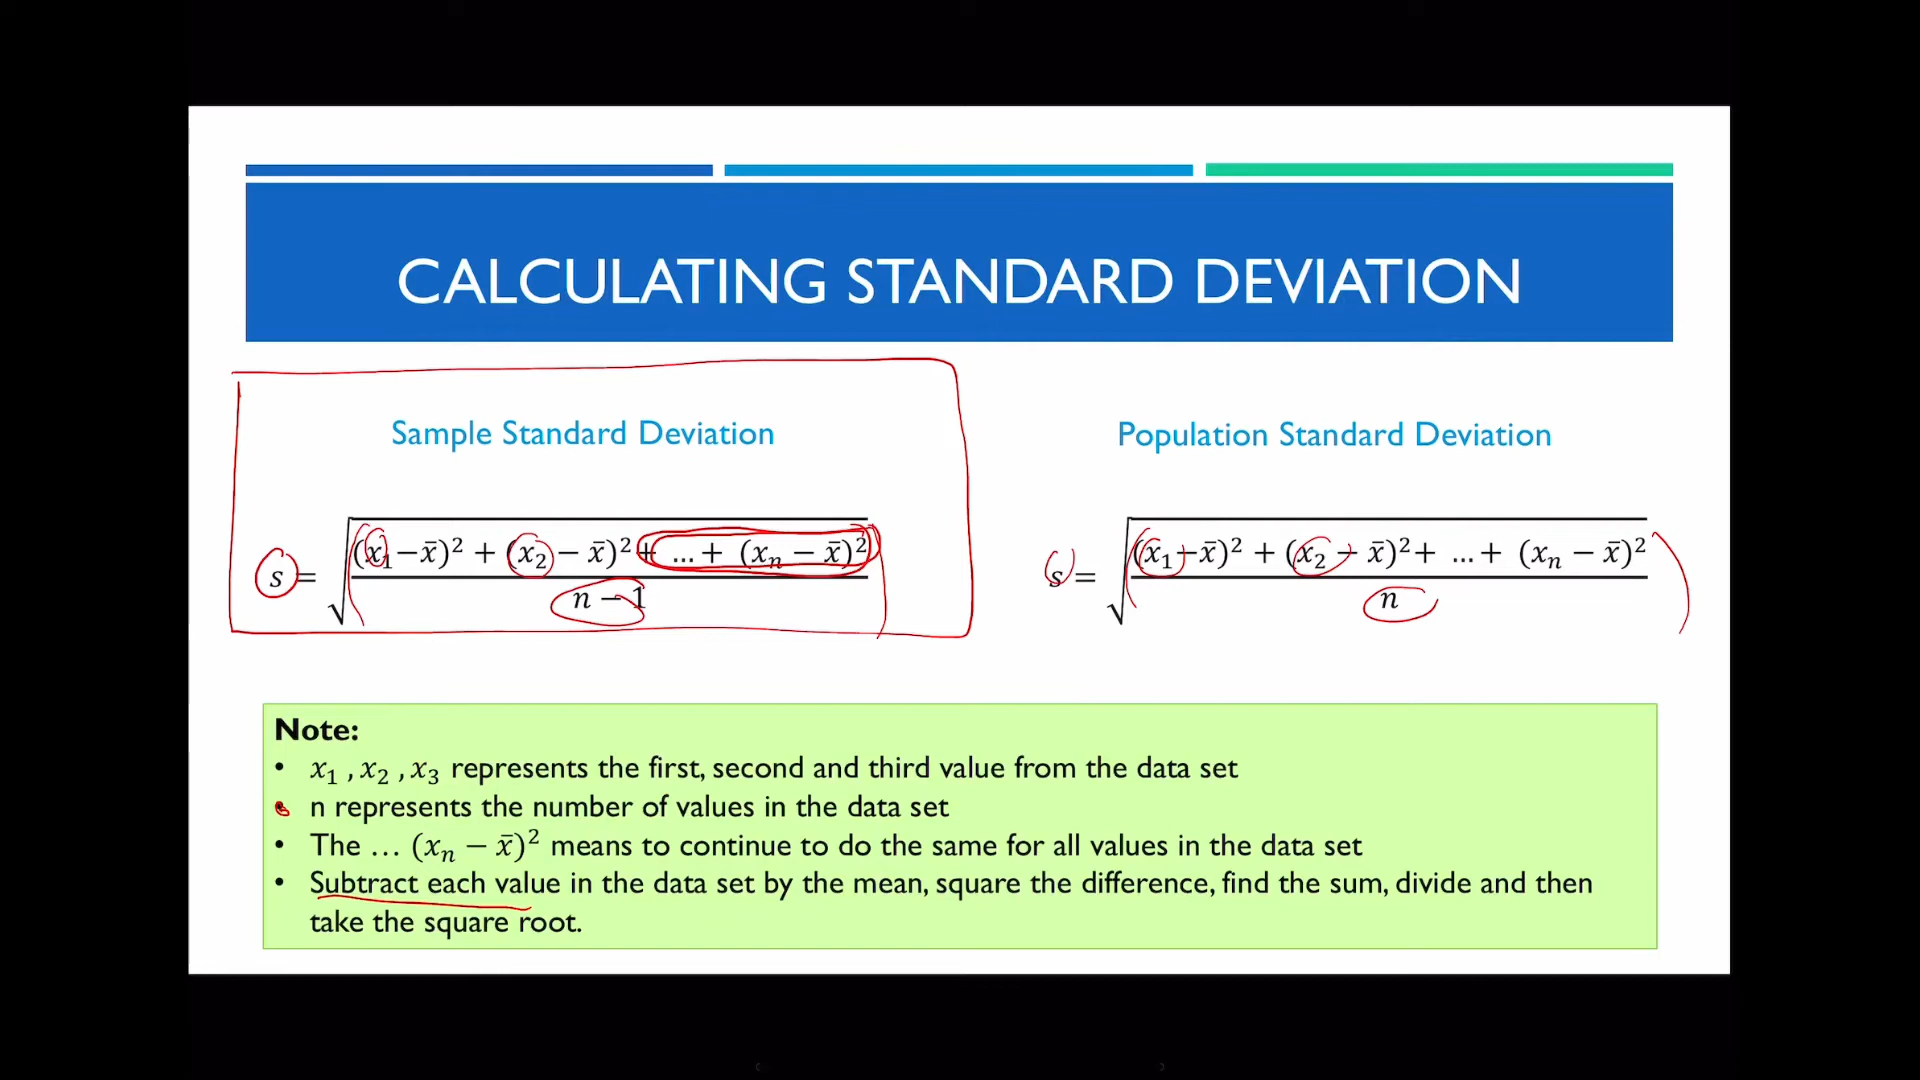 CALCULATING STANDARD DEVIATION
Sample Standard Deviation
s = √((x₁−x̄)² + (x₂ − x̄)² + … + (xₙ − x̄)² / n − 1)
Population Standard Deviation
s = √((x₁−x̄)² + (x₂ − x̄)² + … + (xₙ − x̄)² / n)
Note:
• x₁ , x₂ , x₃ represents the first, second and third value from the data set
• n represents the number of values in the data set
• The … (xₙ − x̄)² means to continue to do the same for all values in the data set
• Subtract each value in the data set by the mean, square the difference, find the sum, divide and then
take the square root.